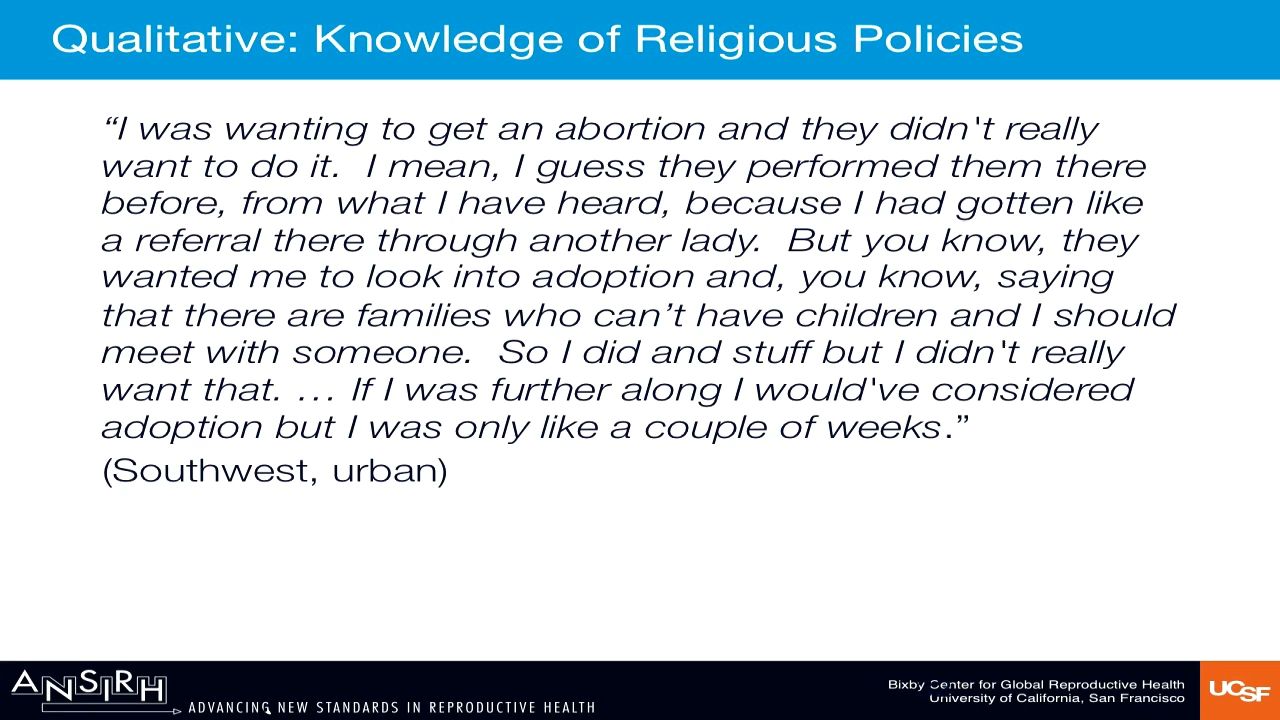 Qualitative: Knowledge of Religious Policies
“I was wanting to get an abortion and they didn't really
want to do it.  I mean, I guess they performed them there
before, from what I have heard, because I had gotten like
a referral there through another lady.  But you know, they
wanted me to look into adoption and, you know, saying
that there are families who can’t have children and I should
meet with someone.  So I did and stuff but I didn't really
want that. … If I was further along I would've considered
adoption but I was only like a couple of weeks.”
(Southwest, urban)
ANSIRH
ADVANCING NEW STANDARDS IN REPRODUCTIVE HEALTH
Bixby Center for Global Reproductive Health
University of California, San Francisco
UCSF